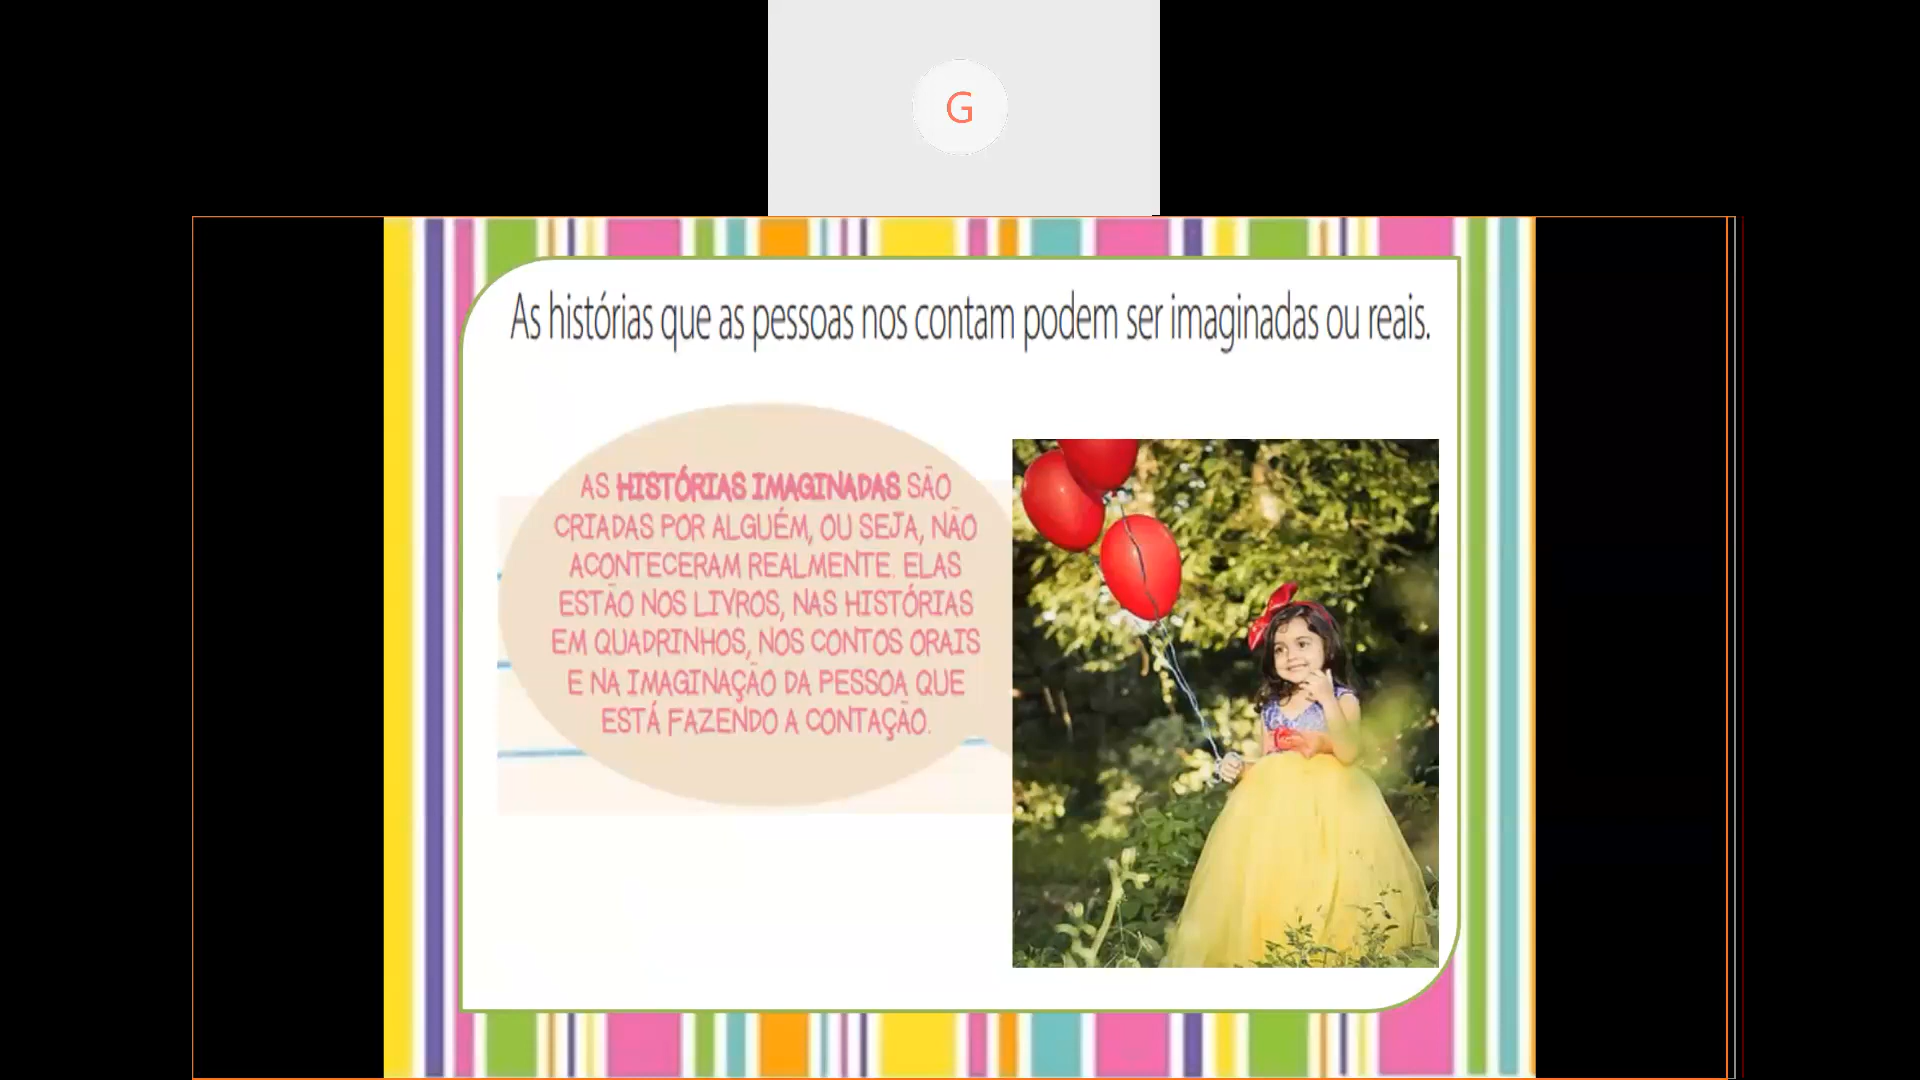 G
As histórias que as pessoas nos contam podem ser imaginadas ou reais.
AS HISTÓRIAS IMAGINADAS SÃO
CRIADAS POR ALGUÉM, OU SEJA, NÃO
ACONTECERAM REALMENTE. ELAS
ESTÃO NOS LIVROS, NAS HISTÓRIAS
EM QUADRINHOS, NOS CONTOS ORAIS
E NA IMAGINAÇÃO DA PESSOA QUE
ESTÁ FAZENDO A CONTAÇÃO.